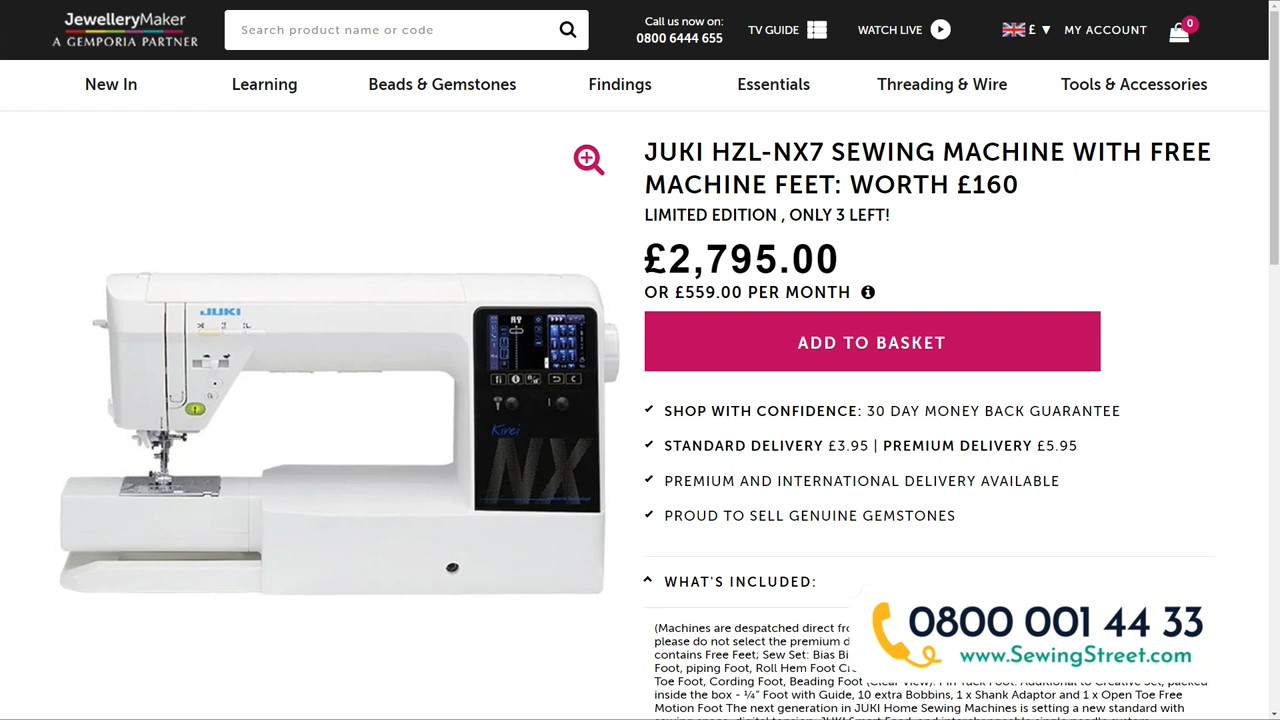 JewelleryMaker
A GEMPORIA PARTNER
Search product name or code
Call us now on:
0800 6444 655
TV GUIDE
WATCH LIVE
£ ▼
MY ACCOUNT
0
New In
Learning
Beads & Gemstones
Findings
Essentials
Threading & Wire
Tools & Accessories
JUKI HZL-NX7 SEWING MACHINE WITH FREE
MACHINE FEET: WORTH £160
LIMITED EDITION , ONLY 3 LEFT!
£2,795.00
OR £559.00 PER MONTH
ADD TO BASKET
SHOP WITH CONFIDENCE: 30 DAY MONEY BACK GUARANTEE
STANDARD DELIVERY £3.95 | PREMIUM DELIVERY £5.95
PREMIUM AND INTERNATIONAL DELIVERY AVAILABLE
PROUD TO SELL GENUINE GEMSTONES
WHAT'S INCLUDED:
(Machines are despatched direct
please do not select the premium
contains Free Feet; Sew Set: Bias
Foot, piping Foot, Roll Hem Foot
Toe Foot, Cording Foot, Beading Foot (Clear View).
inside the box - ¼” Foot with Guide, 10 extra Bobbins, 1 x Shank Adaptor and 1 x Open Toe Free
Motion Foot The next generation in JUKI Home Sewing Machines is setting a new standard with
0800 001 44 33
www.SewingStreet.com
JUKI
Kirei
NX